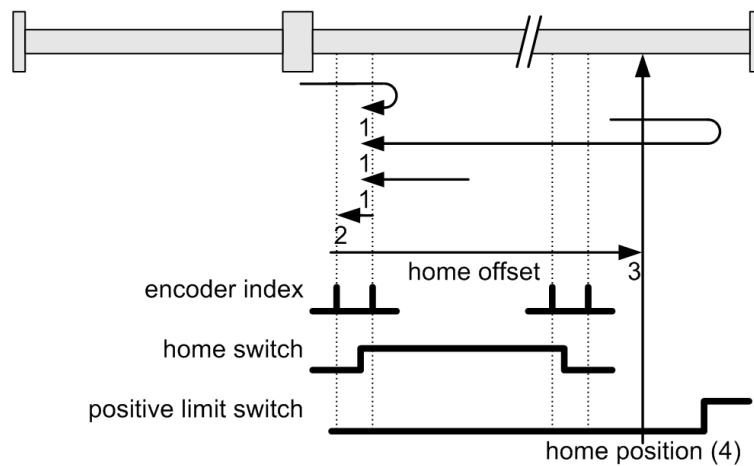 1
1
1
2
home offset
3
encoder index
home switch
positive limit switch
home position (4)